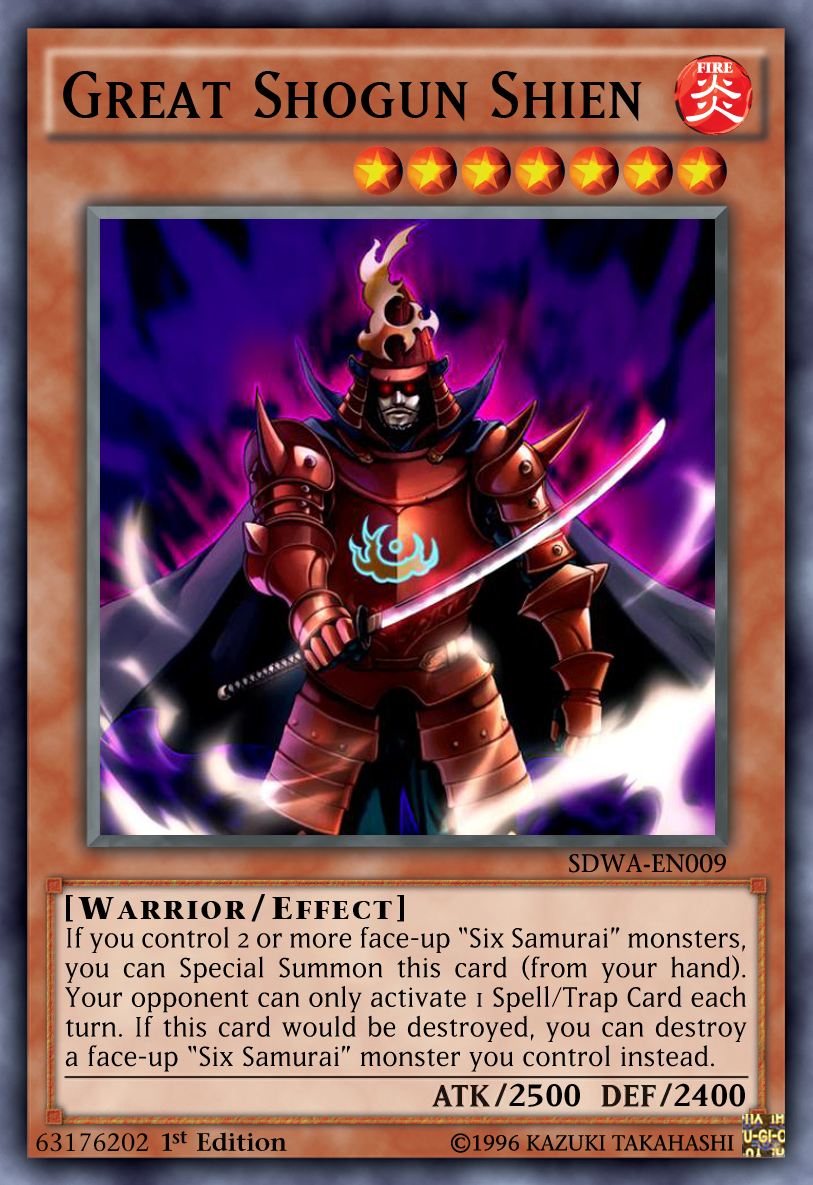 Great Shogun Shien
FIRE
炎
SDWA-EN009
[Warrior/Effect]
If you control 2 or more face-up "Six Samurai" monsters,
you can Special Summon this card (from your hand).
Your opponent can only activate 1 Spell/Trap Card each
turn. If this card would be destroyed, you can destroy
a face-up "Six Samurai" monster you control instead.
ATK/2500 DEF/2400
63176202 1st Edition ©1996 KAZUKI TAKAHASHI